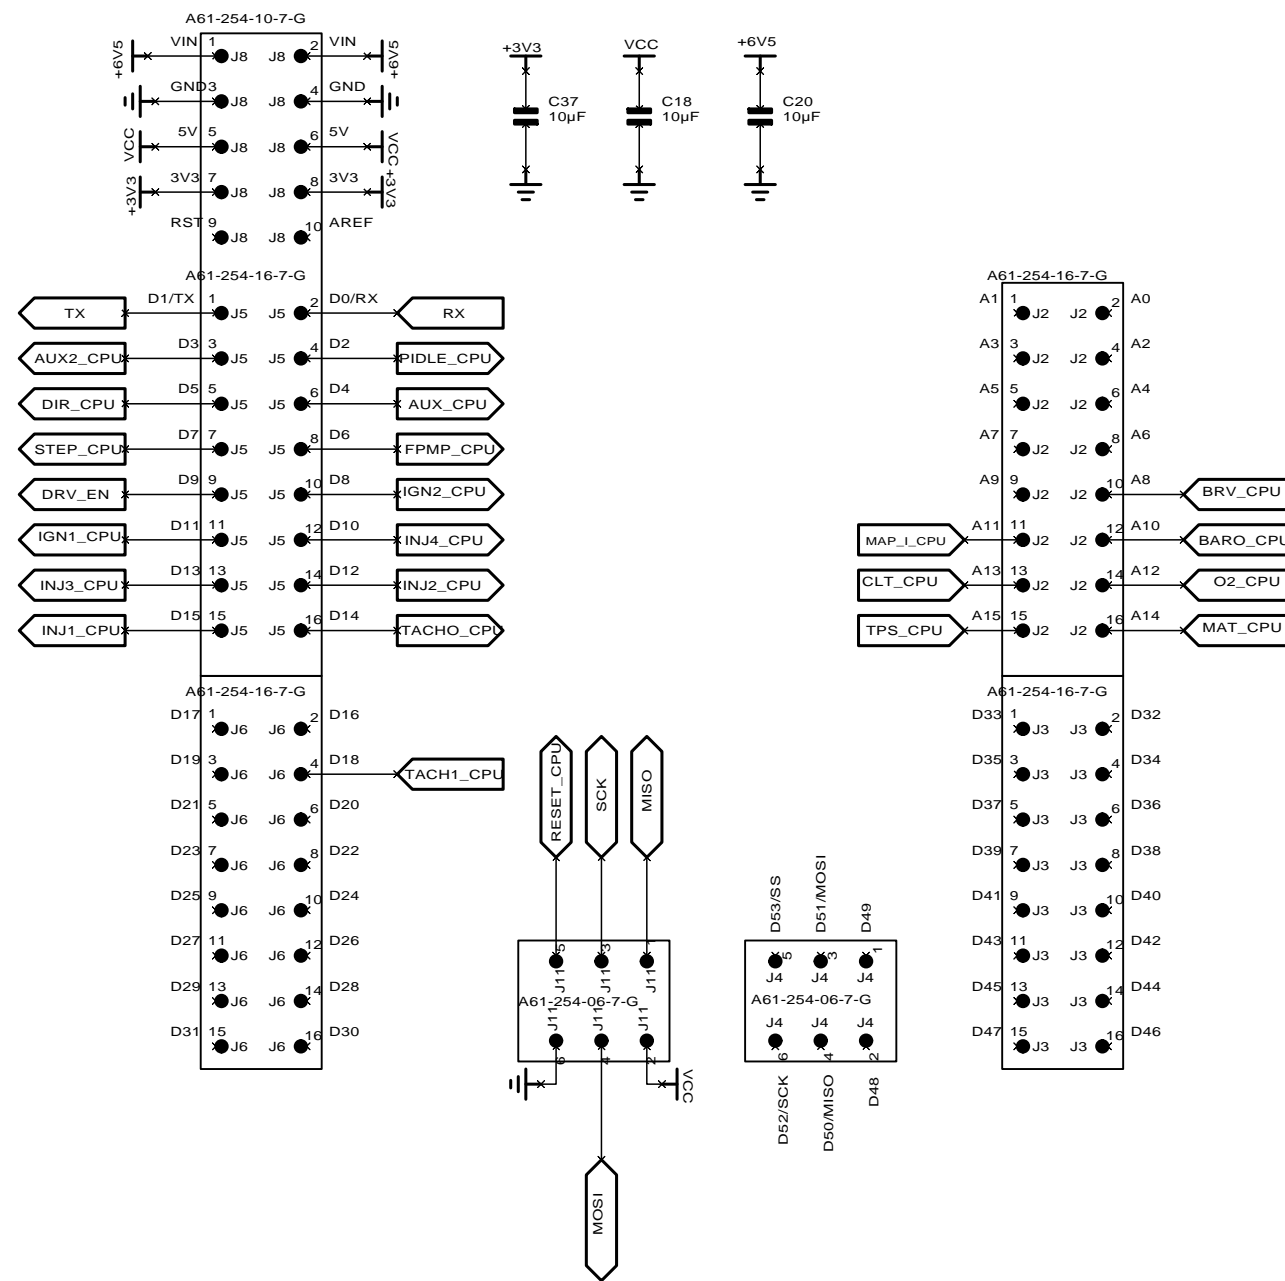 A61-254-10-7-G
+6V5 VIN 1 J8 J8 2 VIN +6V5
GND 3 J8 J8 4 GND
VCC 5V 5 J8 J8 6 5V VCC
+3V3 3V3 7 J8 J8 8 3V3 +3V3
RST 9 J8 J8 10 AREF
+3V3 VCC +6V5
C37 C18 C20
10µF 10µF 10µF
A61-254-16-7-G
TX D1/TX 1 J5 J5 2 D0/RX RX
AUX2_CPU D3 3 J5 J5 4 D2 PIDLE_CPU
DIR_CPU D5 5 J5 J5 6 D4 AUX_CPU
STEP_CPU D7 7 J5 J5 8 D6 FPMP_CPU
DRV_EN D9 9 J5 J5 10 D8 IGN2_CPU
IGN1_CPU D11 11 J5 J5 12 D10 INJ4_CPU
INJ3_CPU D13 13 J5 J5 14 D12 INJ2_CPU
INJ1_CPU D15 15 J5 J5 16 D14 TACHO_CPU
A61-254-16-7-G
A1 1 J2 J2 2 A0
A3 3 J2 J2 4 A2
A5 5 J2 J2 6 A4
A7 7 J2 J2 8 A6
A9 9 J2 J2 10 A8 BRV_CPU
MAP_I_CPU A11 11 J2 J2 12 A10 BARO_CPU
CLT_CPU A13 13 J2 J2 14 A12 O2_CPU
TPS_CPU A15 15 J2 J2 16 A14 MAT_CPU
A61-254-16-7-G
D17 1 J6 J6 2 D16
D19 3 J6 J6 4 D18 TACH1_CPU
D21 5 J6 J6 6 D20
D23 7 J6 J6 8 D22
D25 9 J6 J6 10 D24
D27 11 J6 J6 12 D26
D29 13 J6 J6 14 D28
D31 15 J6 J6 16 D30
RESET_CPU SCK MISO
5 3 1
J11 J11 J11
A61-254-06-7-G
J11 J11 J11
6 4 2
VCC
MOSI
D53/SS D51/MOSI D49
5 3 1
J4 J4 J4
A61-254-06-7-G
J4 J4 J4
6 4 2
D52/SCK D50/MISO D48
A61-254-16-7-G
D33 1 J3 J3 2 D32
D35 3 J3 J3 4 D34
D37 5 J3 J3 6 D36
D39 7 J3 J3 8 D38
D41 9 J3 J3 10 D40
D43 11 J3 J3 12 D42
D45 13 J3 J3 14 D44
D47 15 J3 J3 16 D46